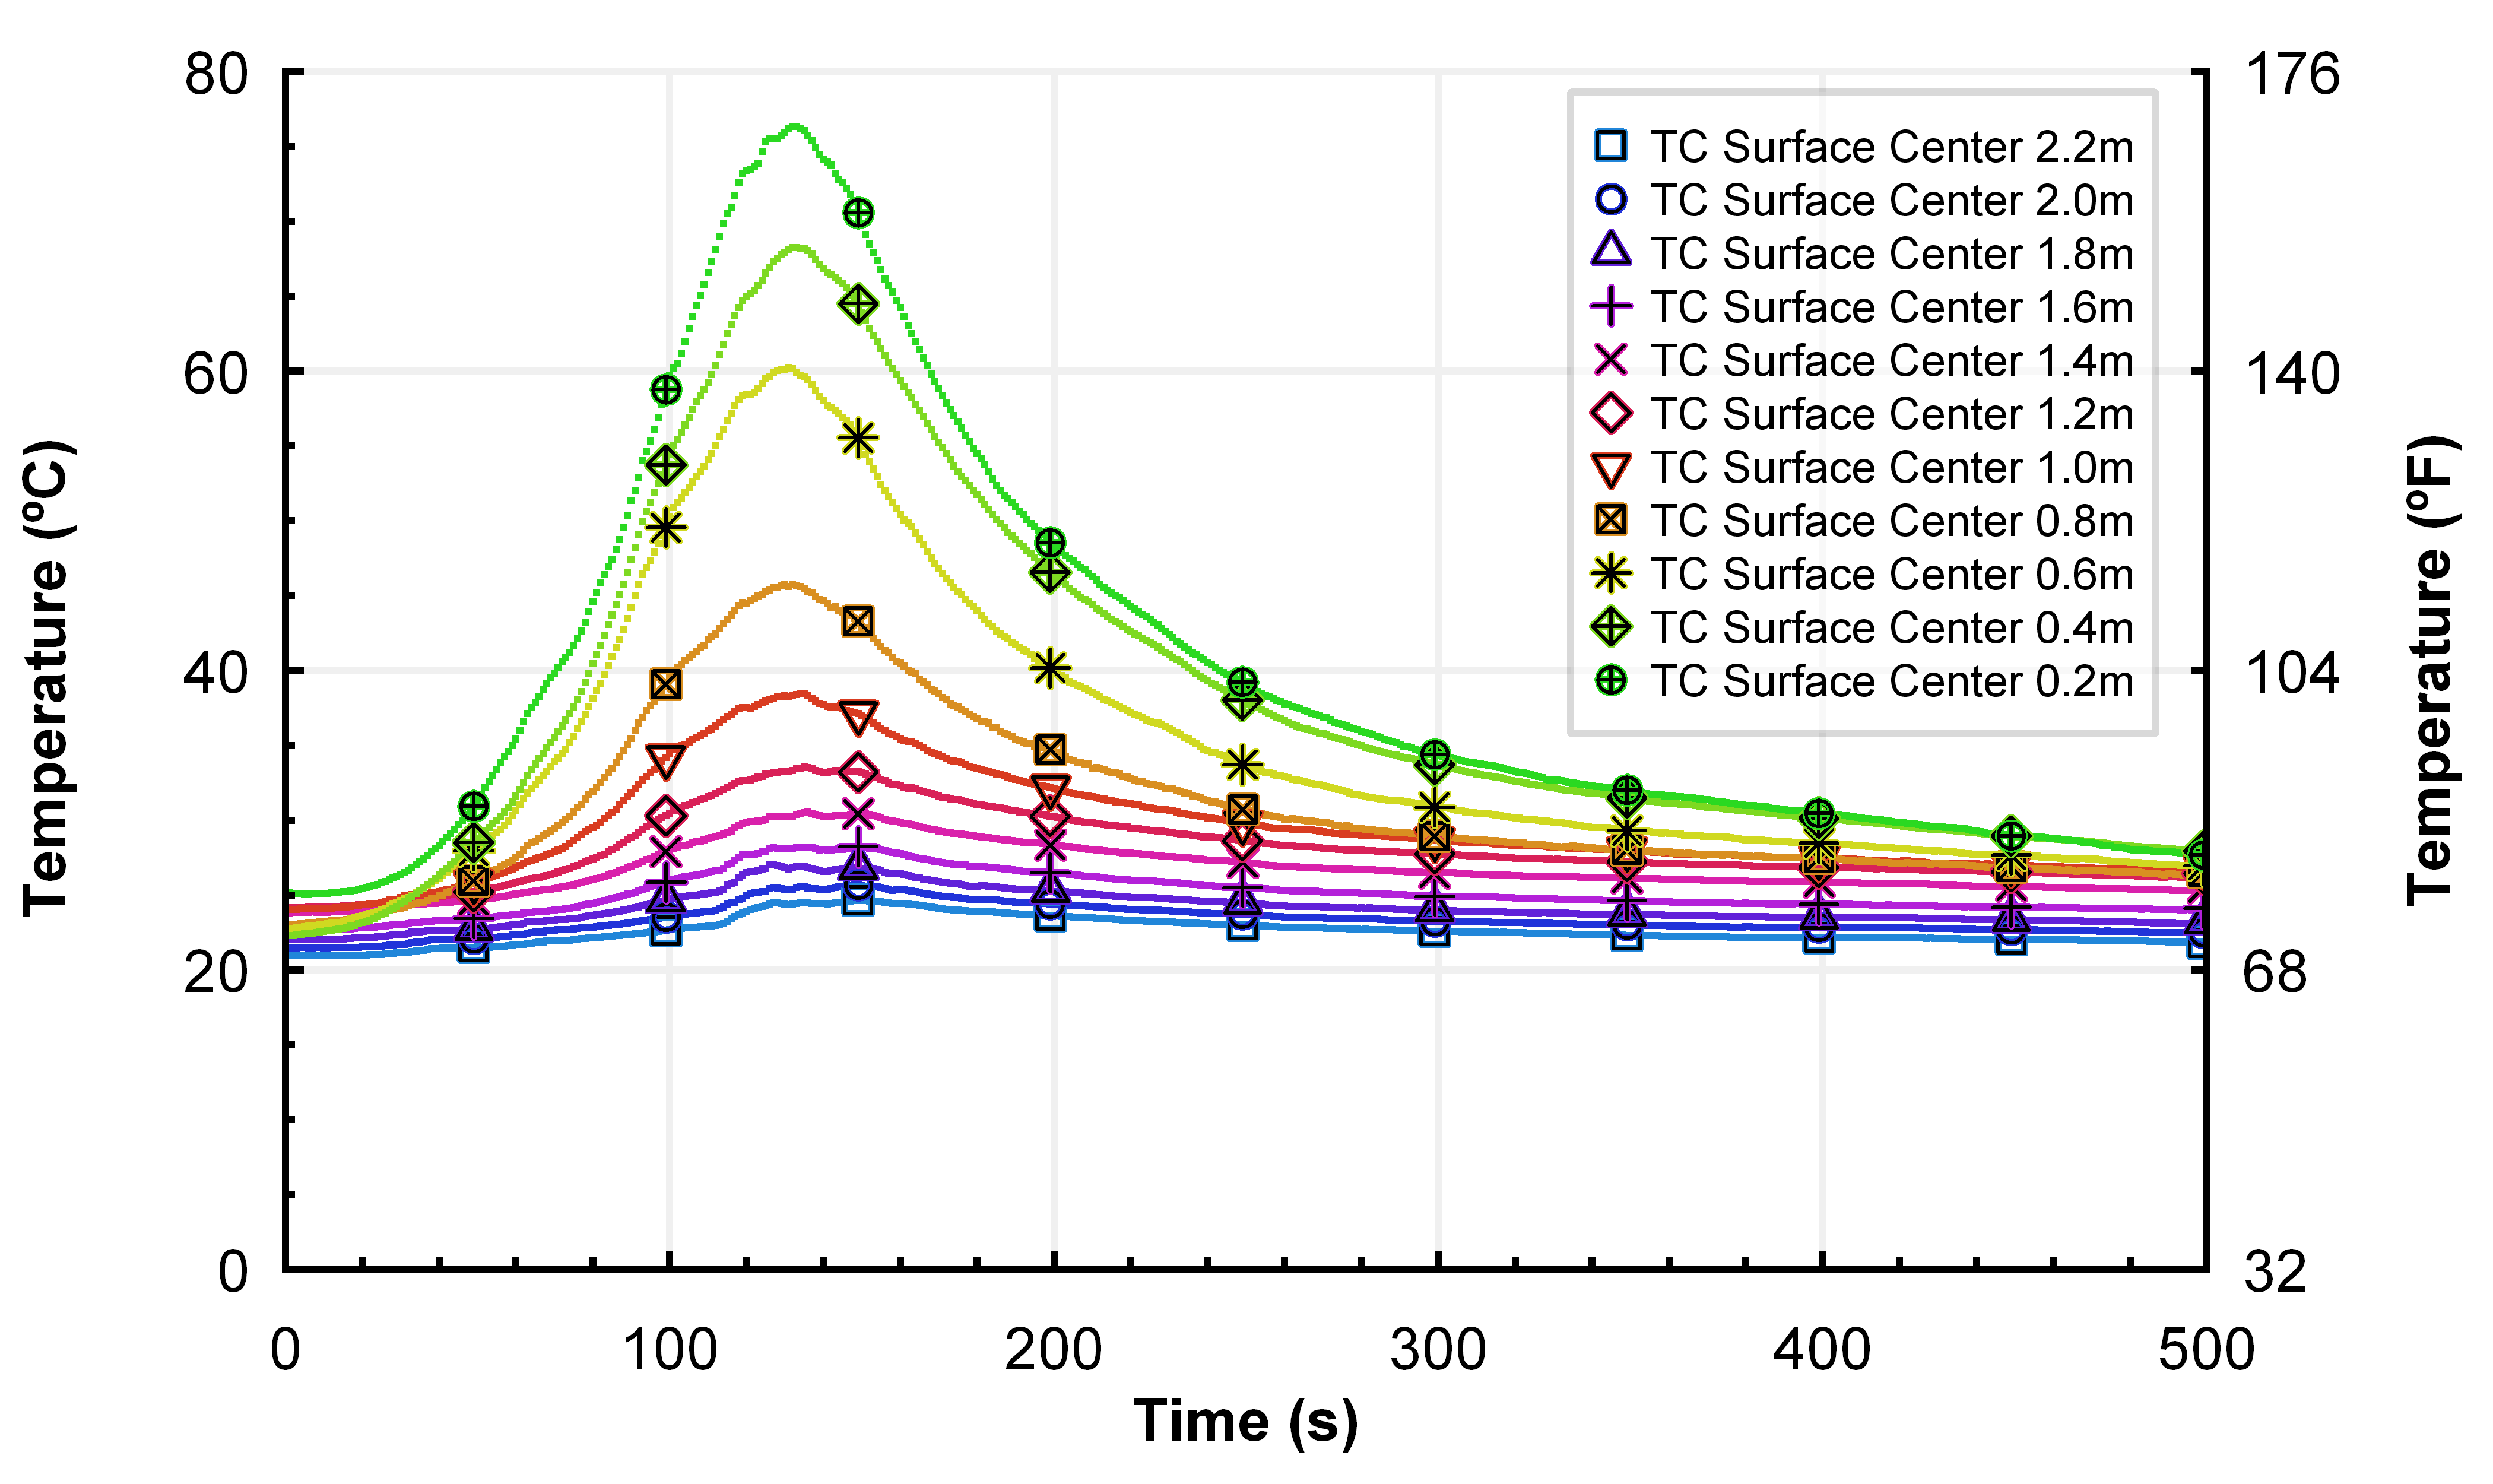 80
60
40
20
0
Temperature (ºC)
176
140
104
68
32
Temperature (ºF)
TC Surface Center 2.2m
TC Surface Center 2.0m
TC Surface Center 1.8m
TC Surface Center 1.6m
TC Surface Center 1.4m
TC Surface Center 1.2m
TC Surface Center 1.0m
TC Surface Center 0.8m
TC Surface Center 0.6m
TC Surface Center 0.4m
TC Surface Center 0.2m
0 100 200 300 400 500
Time (s)